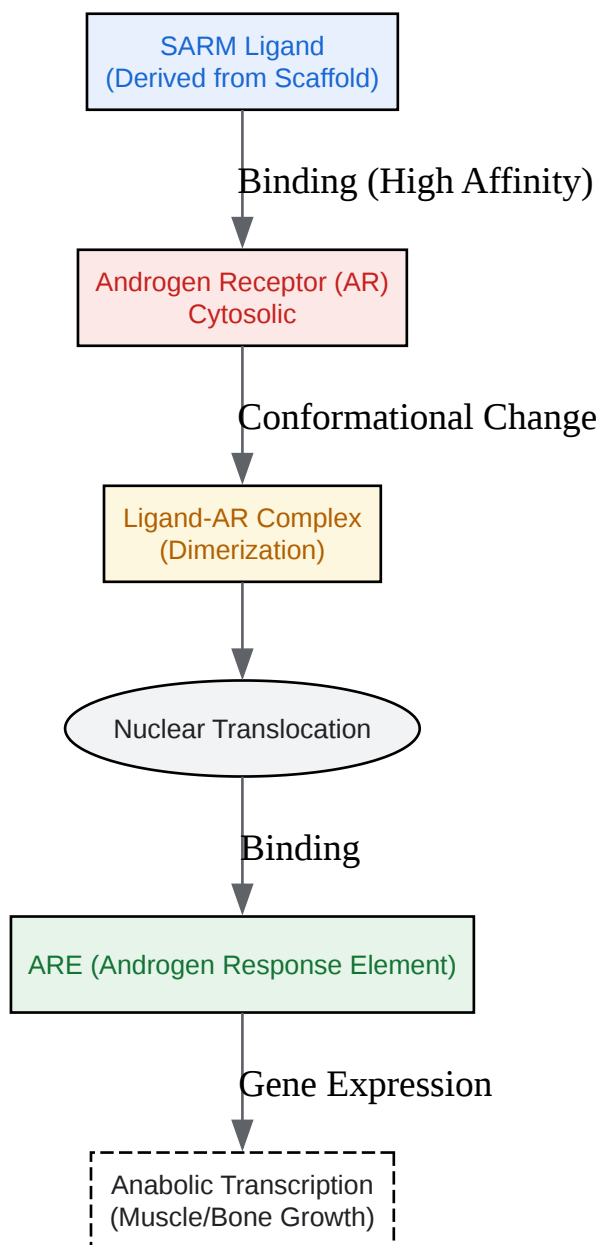 SARM Ligand
(Derived from Scaffold)
Binding (High Affinity)
Androgen Receptor (AR)
Cytosolic
Conformational Change
Ligand-AR Complex
(Dimerization)
Nuclear Translocation
Binding
ARE (Androgen Response Element)
Gene Expression
Anabolic Transcription
(Muscle/Bone Growth)